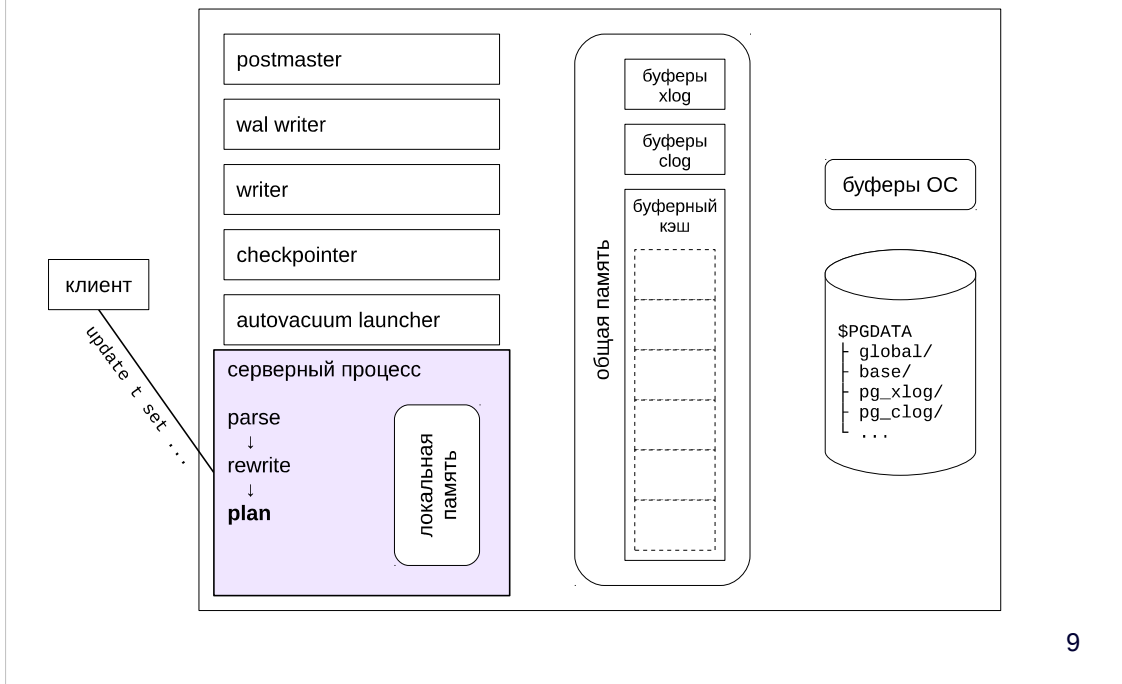 postmaster
wal writer
writer
checkpointer
autovacuum launcher
клиент
update t set ...
серверный процесс
parse
↓
rewrite
↓
plan
локальная
память
общая память
буферы
xlog
буферы
clog
буферный
кэш
буферы ОС
$PGDATA
├ global/
├ base/
├ pg_xlog/
├ pg_clog/
└ ...
9